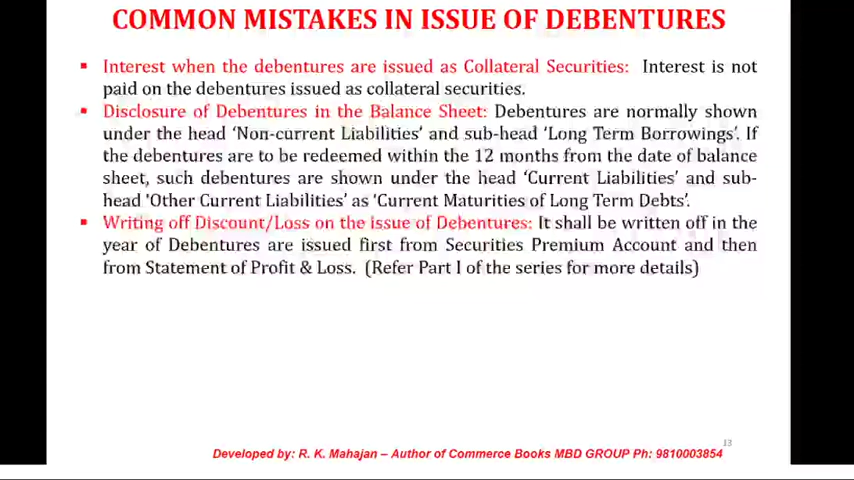 COMMON MISTAKES IN ISSUE OF DEBENTURES
▪ Interest when the debentures are issued as Collateral Securities: Interest is not
paid on the debentures issued as collateral securities.
▪ Disclosure of Debentures in the Balance Sheet: Debentures are normally shown
under the head ‘Non-current Liabilities’ and sub-head ‘Long Term Borrowings’. If
the debentures are to be redeemed within the 12 months from the date of balance
sheet, such debentures are shown under the head ‘Current Liabilities’ and sub-
head 'Other Current Liabilities’ as ‘Current Maturities of Long Term Debts’.
▪ Writing off Discount/Loss on the issue of Debentures: It shall be written off in the
year of Debentures are issued first from Securities Premium Account and then
from Statement of Profit & Loss. (Refer Part I of the series for more details)
13
Developed by: R. K. Mahajan – Author of Commerce Books MBD GROUP Ph: 9810003854